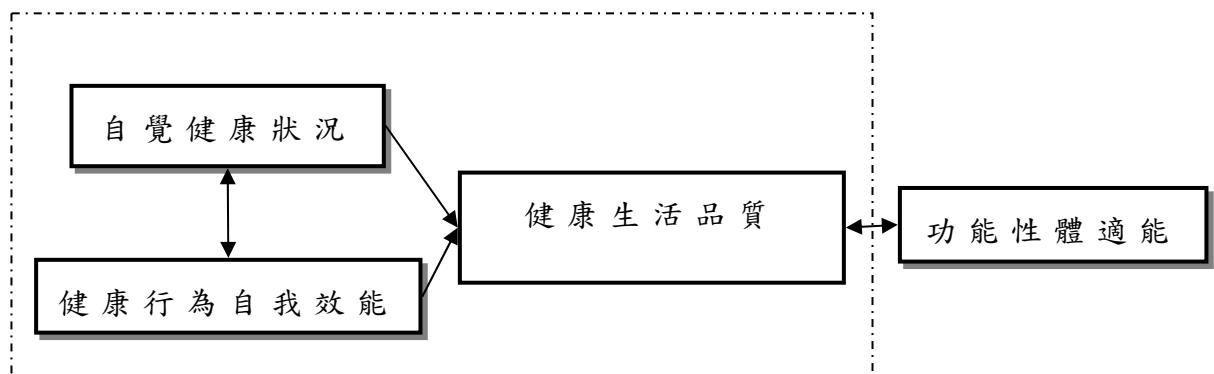 自覺健康狀況
健康生活品質
功能性體適能
健康行為自我效能